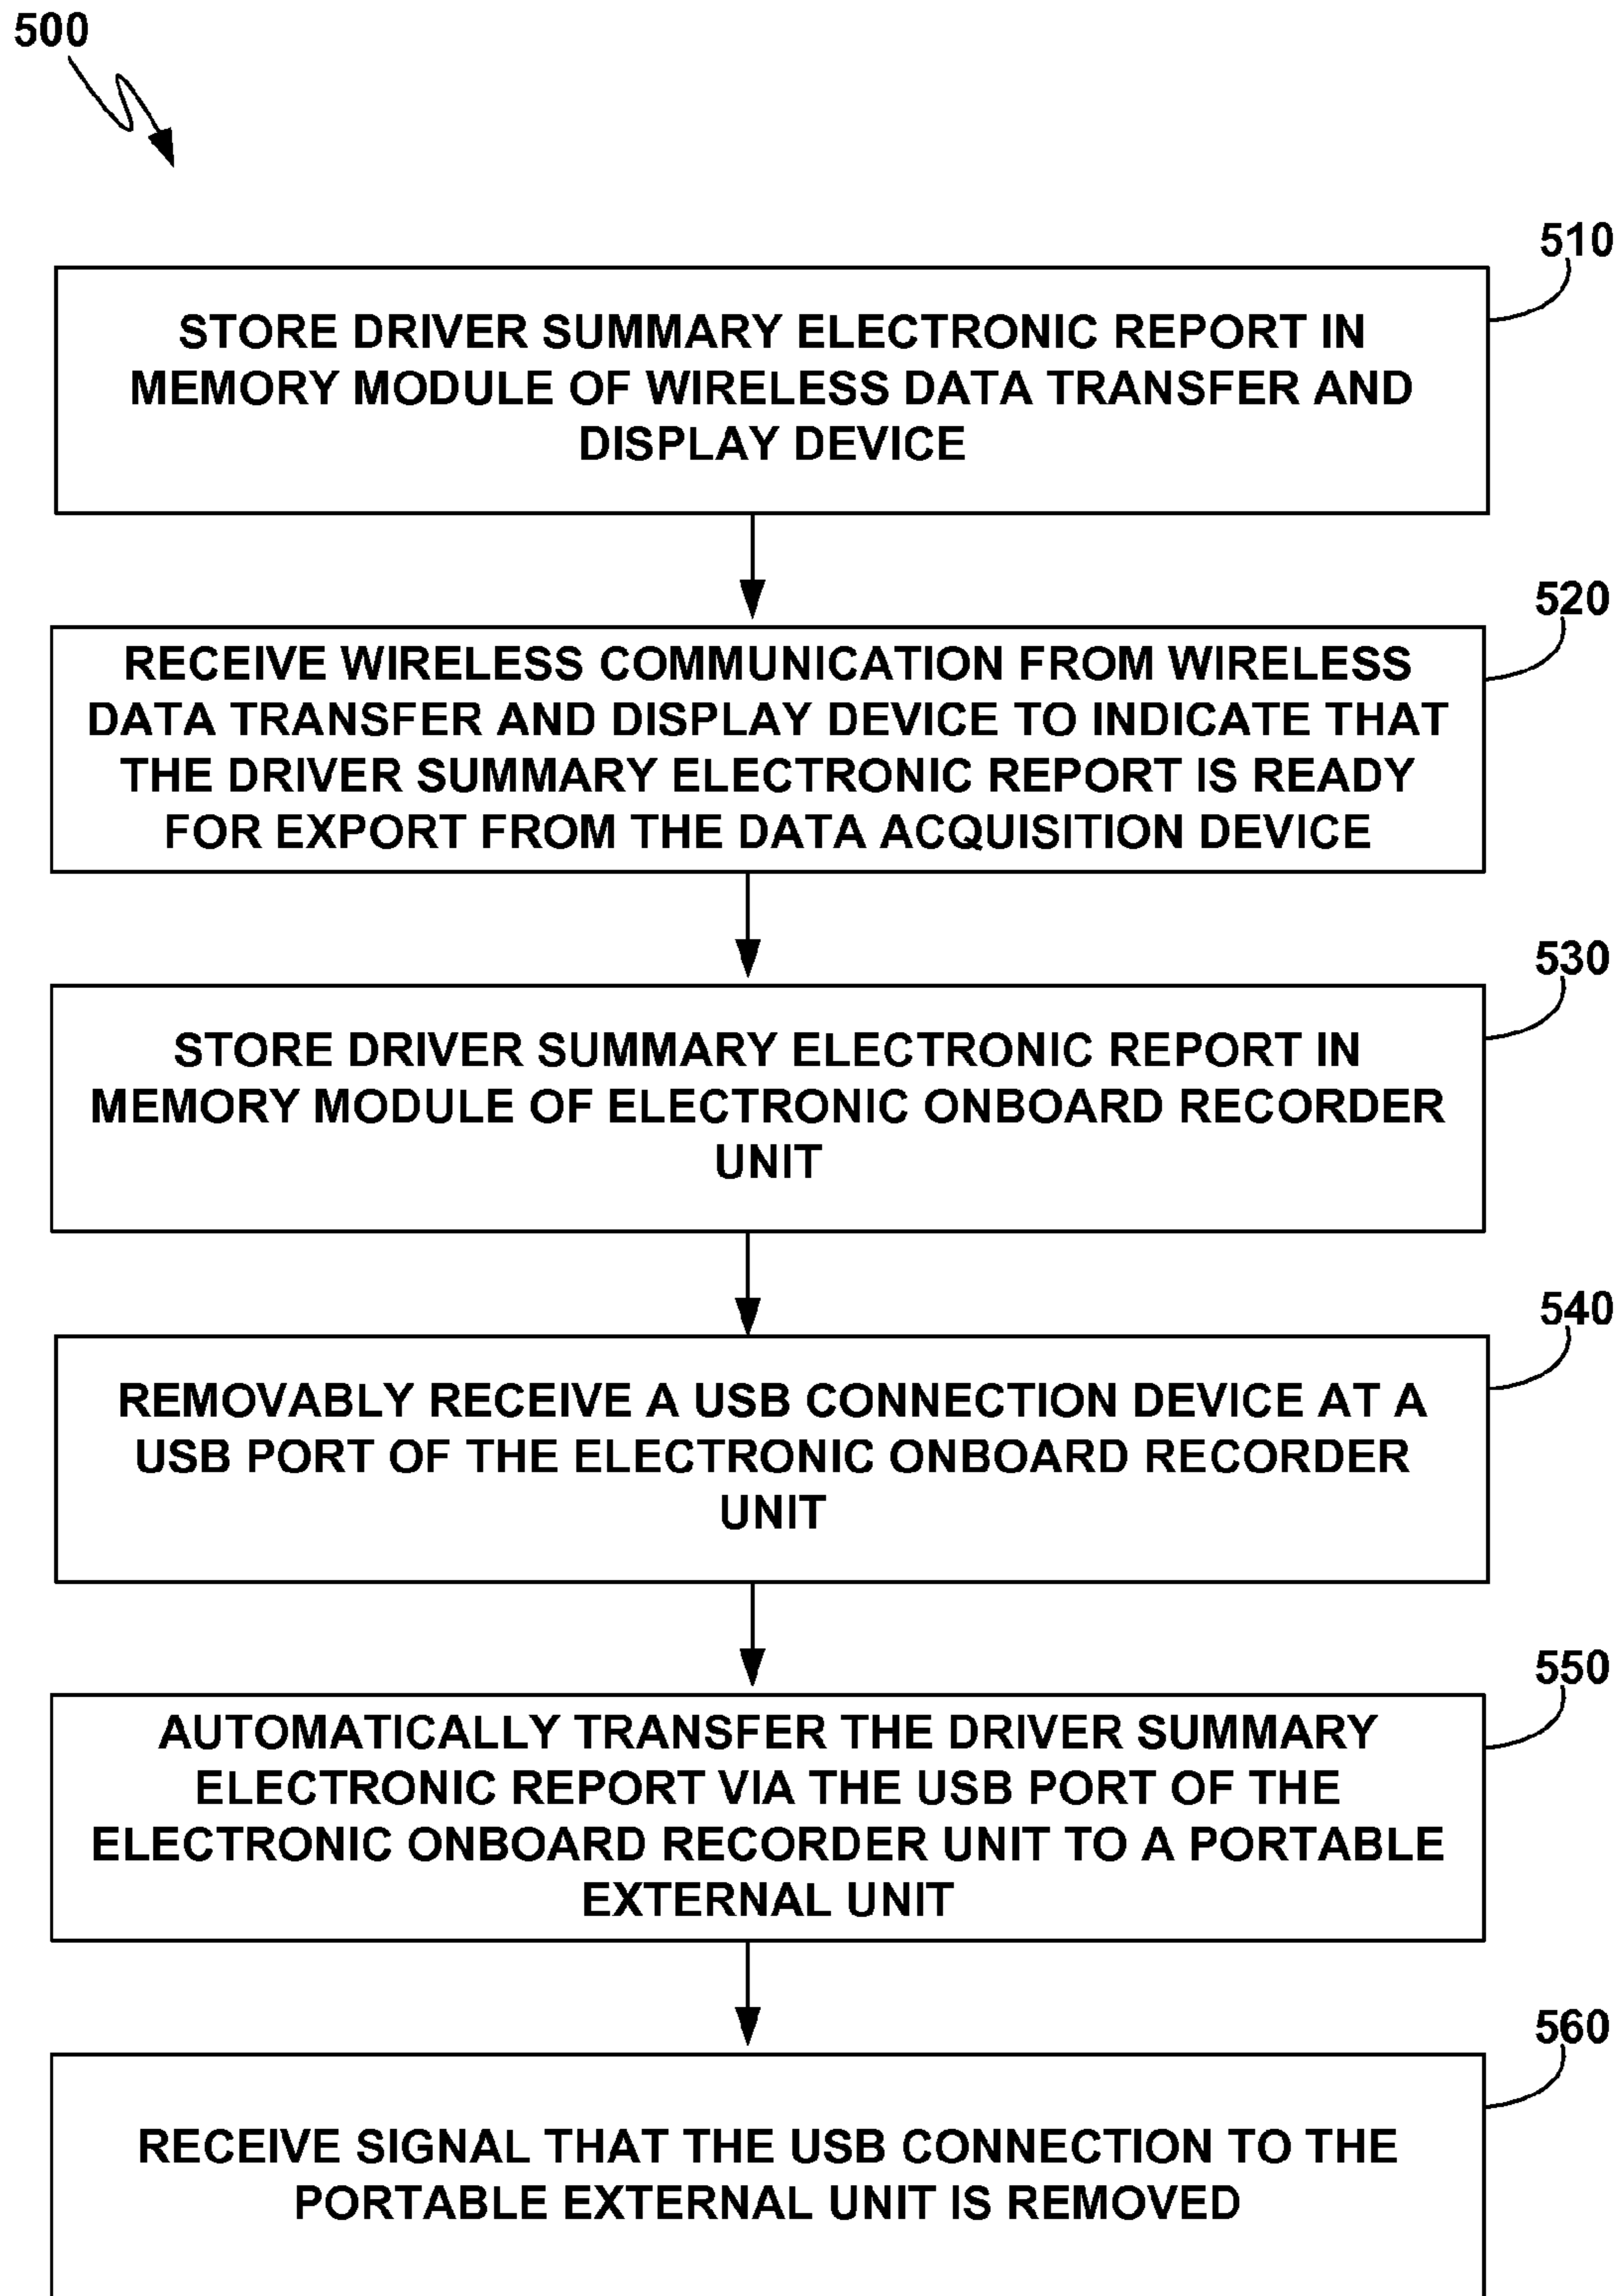 500
510
STORE DRIVER SUMMARY ELECTRONIC REPORT IN
MEMORY MODULE OF WIRELESS DATA TRANSFER AND
DISPLAY DEVICE
520
RECEIVE WIRELESS COMMUNICATION FROM WIRELESS
DATA TRANSFER AND DISPLAY DEVICE TO INDICATE THAT
THE DRIVER SUMMARY ELECTRONIC REPORT IS READY
FOR EXPORT FROM THE DATA ACQUISITION DEVICE
530
STORE DRIVER SUMMARY ELECTRONIC REPORT IN
MEMORY MODULE OF ELECTRONIC ONBOARD RECORDER
UNIT
540
REMOVABLY RECEIVE A USB CONNECTION DEVICE AT A
USB PORT OF THE ELECTRONIC ONBOARD RECORDER
UNIT
550
AUTOMATICALLY TRANSFER THE DRIVER SUMMARY
ELECTRONIC REPORT VIA THE USB PORT OF THE
ELECTRONIC ONBOARD RECORDER UNIT TO A PORTABLE
EXTERNAL UNIT
560
RECEIVE SIGNAL THAT THE USB CONNECTION TO THE
PORTABLE EXTERNAL UNIT IS REMOVED